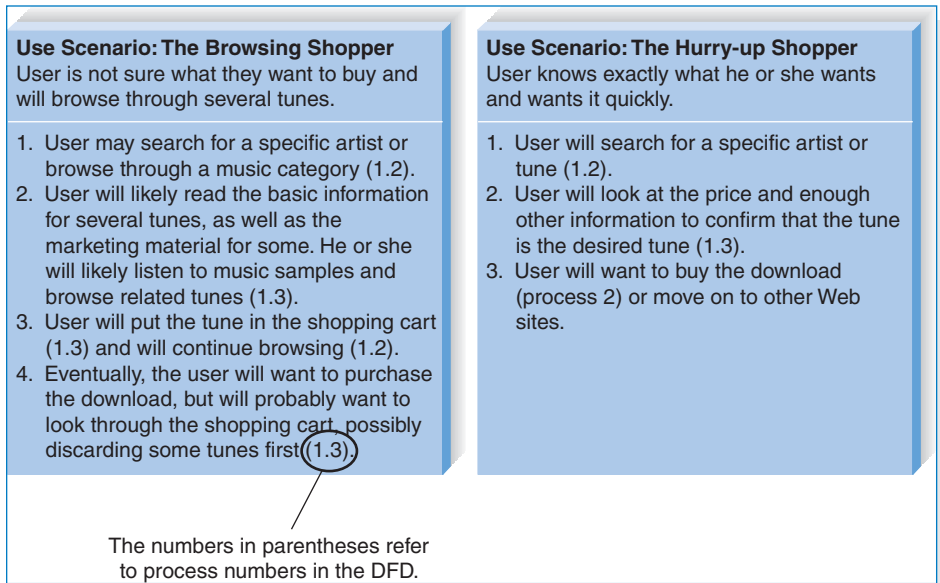 Use Scenario: The Browsing Shopper
User is not sure what they want to buy and
will browse through several tunes.
1. User may search for a specific artist or
browse through a music category (1.2).
2. User will likely read the basic information
for several tunes, as well as the
marketing material for some. He or she
will likely listen to music samples and
browse related tunes (1.3).
3. User will put the tune in the shopping cart
(1.3) and will continue browsing (1.2).
4. Eventually, the user will want to purchase
the download, but will probably want to
look through the shopping cart, possibly
discarding some tunes first (1.3).
Use Scenario: The Hurry-up Shopper
User knows exactly what he or she wants
and wants it quickly.
1. User will search for a specific artist or
tune (1.2).
2. User will look at the price and enough
other information to confirm that the tune
is the desired tune (1.3).
3. User will want to buy the download
(process 2) or move on to other Web
sites.
The numbers in parentheses refer
to process numbers in the DFD.